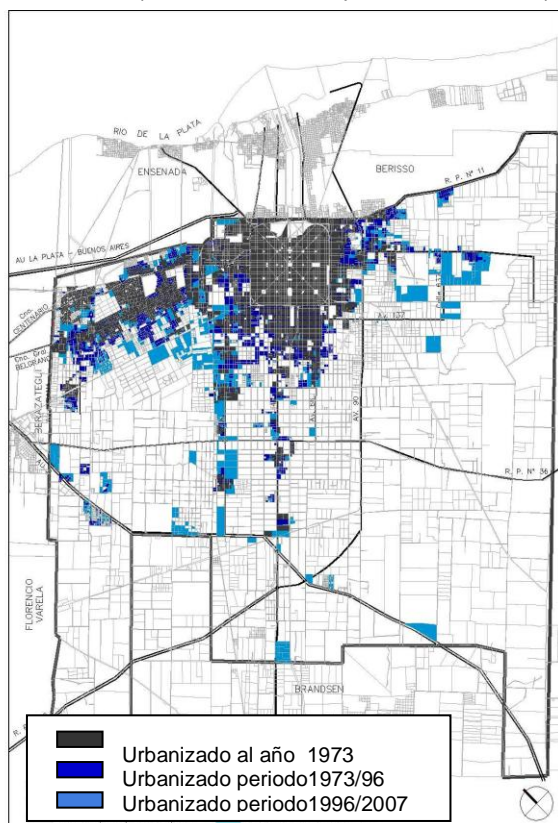 RIO DE LA PLATA
ENSENADA
BERISSO
R. P. Nº 11
AU LA PLATA - BUENOS AIRES
Cno. CENTENARIO
Cno. Gral BELGRANO
BERAZATEGUI
AV. 137
AV. 90
R. P. Nº 36
FLORENCIO VARELA
BRANDSEN
R. P.
Urbanizado al año 1973
Urbanizado periodo1973/96
Urbanizado periodo1996/2007